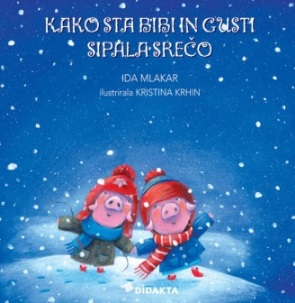 KAKO STA BIBI IN GUSTI
SIPALA SREČO
IDA MLAKAR
ilustrirala KRISTINA KRHIN
DIDAKTA